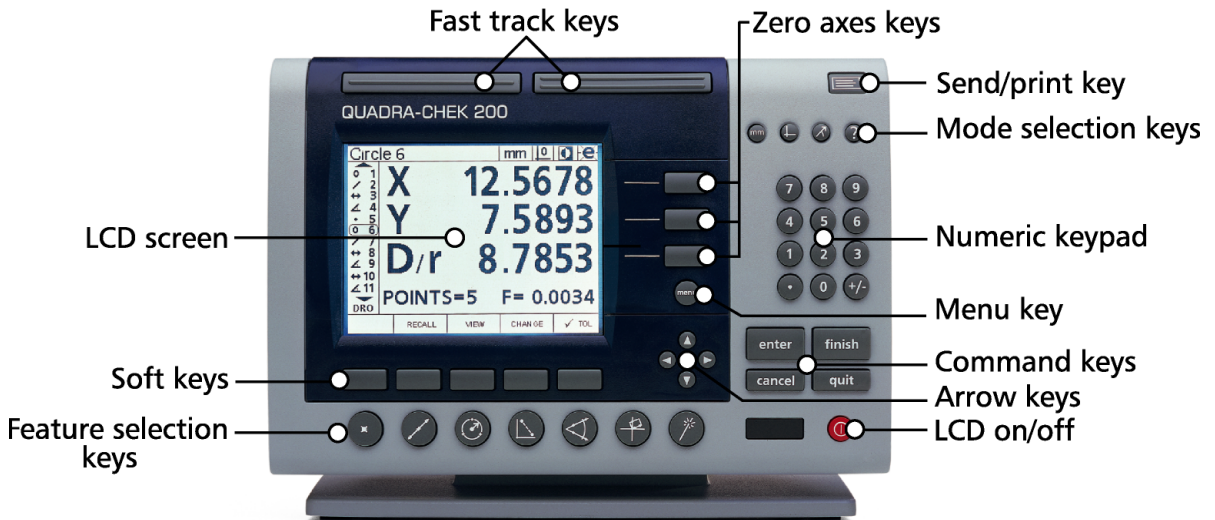 Fast track keys
Zero axes keys
Send/print key
Mode selection keys
QUADRA-CHEK 200
mm
?
Circle 6
mm
0
e
0 1
2
3
4
5
0 6
7
8
9
10
11
DRO
X 12.5678
Y 7.5893
D/r 8.7853
POINTS=5 F= 0.0034
RECALL VIEW CHANGE ✓ TOL
LCD screen
7 8 9
4 5 6
1 2 3
• 0 +/-
Numeric keypad
menu
Menu key
enter finish
cancel quit
Command keys
Arrow keys
LCD on/off
Soft keys
Feature selection
keys